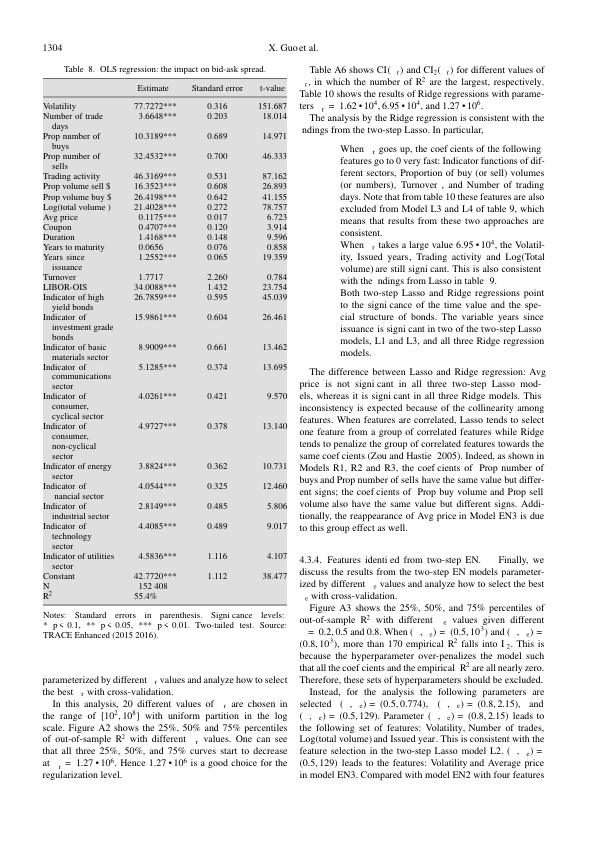 1304
X. Guo et al.
Table 8. OLS regression: the impact on bid-ask spread.
Estimate Standard error t-value
Volatility 77.7272*** 0.316 151.687
Number of trade 3.6648*** 0.203 18.014
days
Prop number of 10.3189*** 0.689 14.971
buys
Prop number of 32.4532*** 0.700 46.333
sells
Trading activity 46.3169*** 0.531 87.162
Prop volume sell $ 16.3523*** 0.608 26.893
Prop volume buy $ 26.4198*** 0.642 41.155
Log(total volume ) 21.4028*** 0.272 78.757
Avg price 0.1175*** 0.017 6.723
Coupon 0.4707*** 0.120 3.914
Duration 1.4168*** 0.148 9.596
Years to maturity 0.0656 0.076 0.858
Years since 1.2552*** 0.065 19.359
issuance
Turnover 1.7717 2.260 0.784
LIBOR-OIS 34.0088*** 1.432 23.754
Indicator of high 26.7859*** 0.595 45.039
yield bonds
Indicator of 15.9861*** 0.604 26.461
investment grade
bonds
Indicator of basic 8.9009*** 0.661 13.462
materials sector
Indicator of 5.1285*** 0.374 13.695
communications
sector
Indicator of 4.0261*** 0.421 9.570
consumer,
cyclical sector
Indicator of 4.9727*** 0.378 13.140
consumer,
non-cyclical
sector
Indicator of energy 3.8824*** 0.362 10.731
sector
Indicator of 4.0544*** 0.325 12.460
nancial sector
Indicator of 2.8149*** 0.485 5.806
industrial sector
Indicator of 4.4085*** 0.489 9.017
technology
sector
Indicator of utilities 4.5836*** 1.116 4.107
sector
Constant 42.7720*** 1.112 38.477
N 152 408
R² 55.4%
Notes: Standard errors in parenthesis. Signi cance levels:
* p < 0.1, ** p < 0.05, *** p < 0.01. Two-tailed test. Source:
TRACE Enhanced (2015 2016).
parameterized by different r values and analyze how to select
the best r with cross-validation.
In this analysis, 20 different values of r are chosen in
the range of [10², 10⁸] with uniform partition in the log
scale. Figure A2 shows the 25%, 50% and 75% percentiles
of out-of-sample R² with different r values. One can see
that all three 25%, 50%, and 75% curves start to decrease
at r = 1.27 • 10⁶. Hence 1.27 • 10⁶ is a good choice for the
regularization level.
Table A6 shows CI( r) and CI₂( r) for different values of
r, in which the number of R² are the largest, respectively.
Table 10 shows the results of Ridge regressions with parame-
ters r = 1.62 • 10⁴, 6.95 • 10⁴, and 1.27 • 10⁶.
The analysis by the Ridge regression is consistent with the
ndings from the two-step Lasso. In particular,
When r goes up, the coef cients of the following
features go to 0 very fast: Indicator functions of dif-
ferent sectors, Proportion of buy (or sell) volumes
(or numbers), Turnover , and Number of trading
days. Note that from table 10 these features are also
excluded from Model L3 and L4 of table 9, which
means that results from these two approaches are
consistent.
When r takes a large value 6.95 • 10⁴, the Volatil-
ity, Issued years, Trading activity and Log(Total
volume) are still signi cant. This is also consistent
with the ndings from Lasso in table 9.
Both two-step Lasso and Ridge regressions point
to the signi cance of the time value and the spe-
cial structure of bonds. The variable years since
issuance is signi cant in two of the two-step Lasso
models, L1 and L3, and all three Ridge regression
models.
The difference between Lasso and Ridge regression: Avg
price is not signi cant in all three two-step Lasso mod-
els, whereas it is signi cant in all three Ridge models. This
inconsistency is expected because of the collinearity among
features. When features are correlated, Lasso tends to select
one feature from a group of correlated features while Ridge
tends to penalize the group of correlated features towards the
same coef cients (Zou and Hastie 2005). Indeed, as shown in
Models R1, R2 and R3, the coef cients of Prop number of
buys and Prop number of sells have the same value but differ-
ent signs; the coef cients of Prop buy volume and Prop sell
volume also have the same value but different signs. Addi-
tionally, the reappearance of Avg price in Model EN3 is due
to this group effect as well.
4.3.4. Features identi ed from two-step EN. Finally, we
discuss the results from the two-step EN models parameter-
ized by different e values and analyze how to select the best
e with cross-validation.
Figure A3 shows the 25%, 50%, and 75% percentiles of
out-of-sample R² with different e values given different
= 0.2, 0.5 and 0.8. When ( , e) = (0.5, 10³) and ( , e) =
(0.8, 10³), more than 170 empirical R² falls into I₂. This is
because the hyperparameter over-penalizes the model such
that all the coef cients and the empirical R² are all nearly zero.
Therefore, these sets of hyperparameters should be excluded.
Instead, for the analysis the following parameters are
selected ( , e) = (0.5, 0.774), ( , e) = (0.8, 2.15), and
( , e) = (0.5, 129). Parameter ( , e) = (0.8, 2.15) leads to
the following set of features: Volatility, Number of trades,
Log(total volume) and Issued year. This is consistent with the
feature selection in the two-step Lasso model L2. ( , e) =
(0.5, 129) leads to the features: Volatility and Average price
in model EN3. Compared with model EN2 with four features